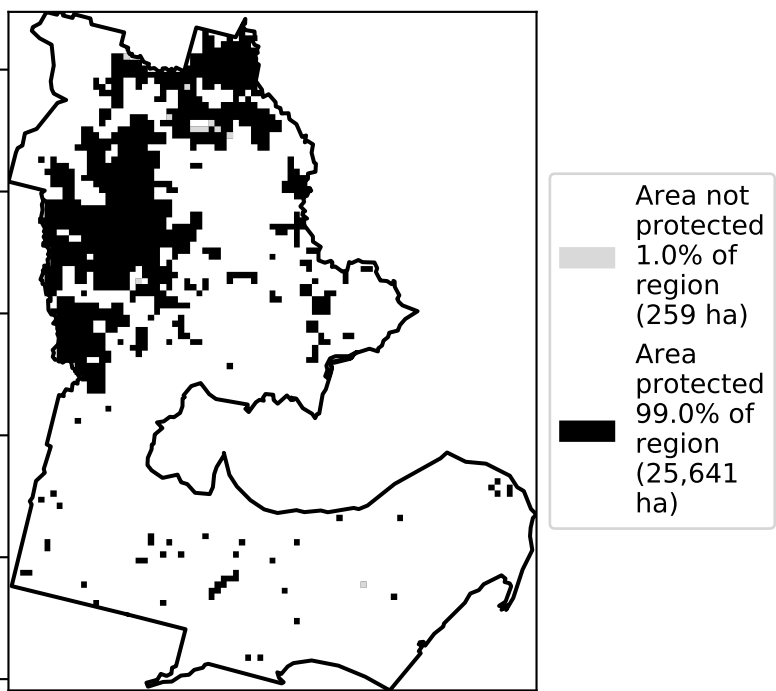 Area not
protected
1.0% of
region
(259 ha)
Area
protected
99.0% of
region
(25,641
ha)